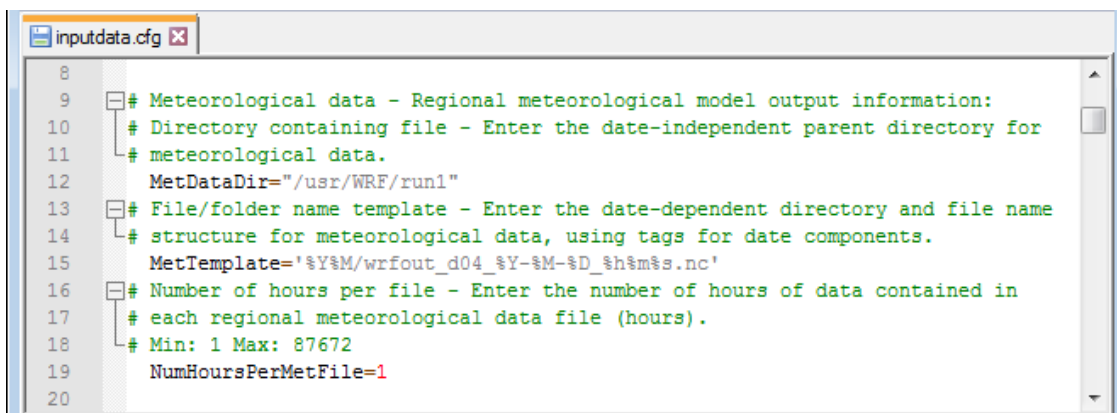 inputdata.cfg
8
9 # Meteorological data - Regional meteorological model output information:
10 # Directory containing file - Enter the date-independent parent directory for
11 # meteorological data.
12 MetDataDir="/usr/WRF/run1"
13 # File/folder name template - Enter the date-dependent directory and file name
14 # structure for meteorological data, using tags for date components.
15 MetTemplate='%Y%M/wrfout_d04_%Y-%M-%D_%h%m%s.nc'
16 # Number of hours per file - Enter the number of hours of data contained in
17 # each regional meteorological data file (hours).
18 # Min: 1 Max: 87672
19 NumHoursPerMetFile=1
20